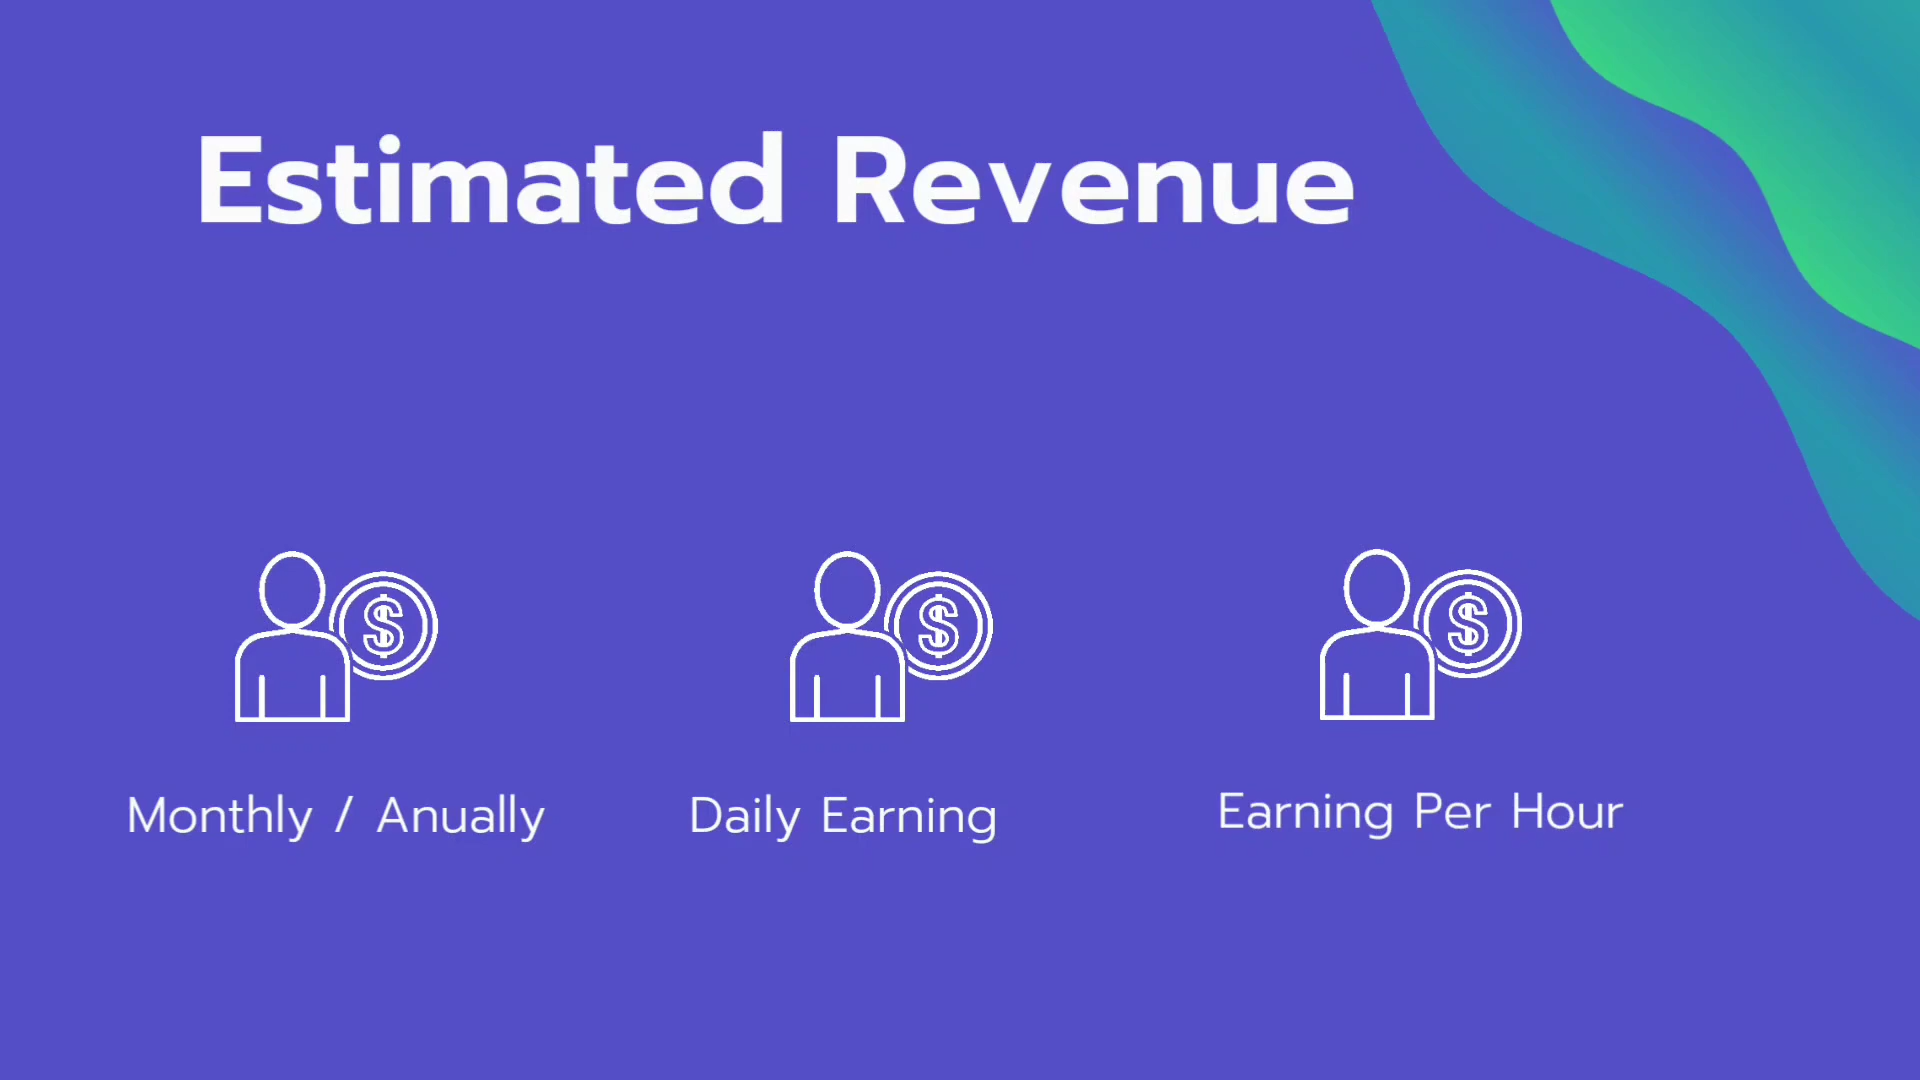 Estimated Revenue
Monthly / Anually
Daily Earning
Earning Per Hour